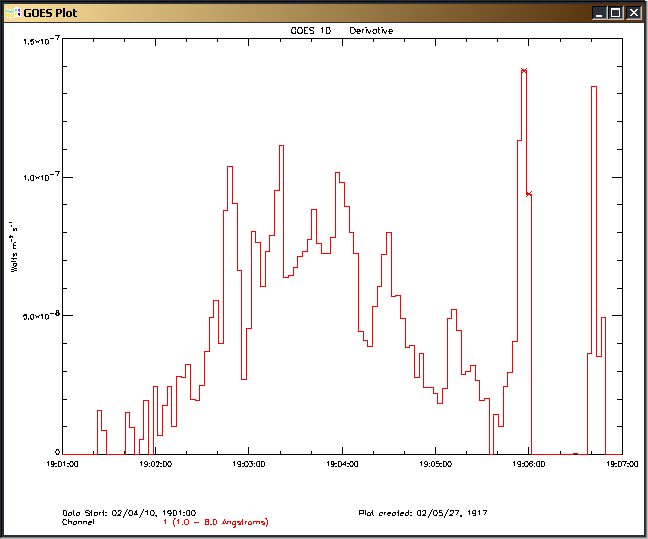 GOES Plot
GOES 10 Derivative
1.5×10⁻⁷
1.0×10⁻⁷
5.0×10⁻⁸
0
Watts m⁻² s⁻¹
19:01:00 19:02:00 19:03:00 19:04:00 19:05:00 19:06:00 19:07:00
Data Start: 02/04/10, 1901:00 Plot created: 02/05/27, 1917
Channel 1 (1.0 - 8.0 Angstroms)